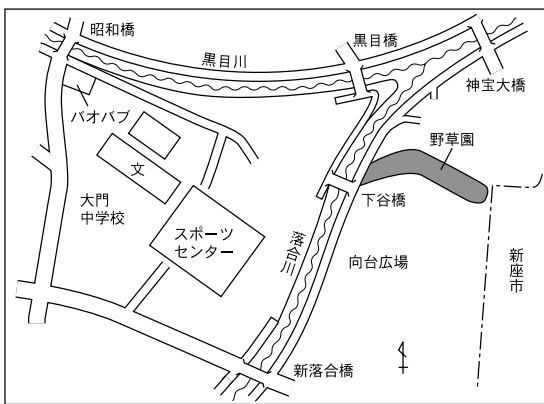 昭和橋
黒目川
黒目橋
神宝大橋
バオバブ
野草園
文
大門
中学校
下谷橋
スポーツ
センター
落合川
向台広場
新座市
新落合橋